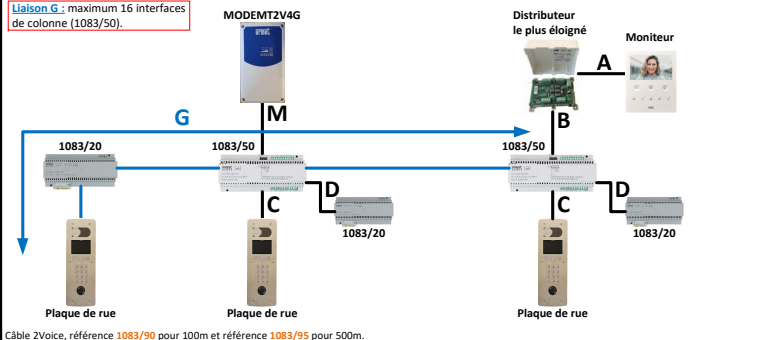 Liaison G : maximum 16 interfaces
de colonne (1083/50).
MODEMT2V4G
Distributeur
le plus éloigné
Moniteur
A
M
B
G
1083/20
1083/50
1083/50
C
D
1083/20
C
D
1083/20
Plaque de rue
Plaque de rue
Plaque de rue
Câble 2Voice, référence 1083/90 pour 100m et référence 1083/95 pour 500m.